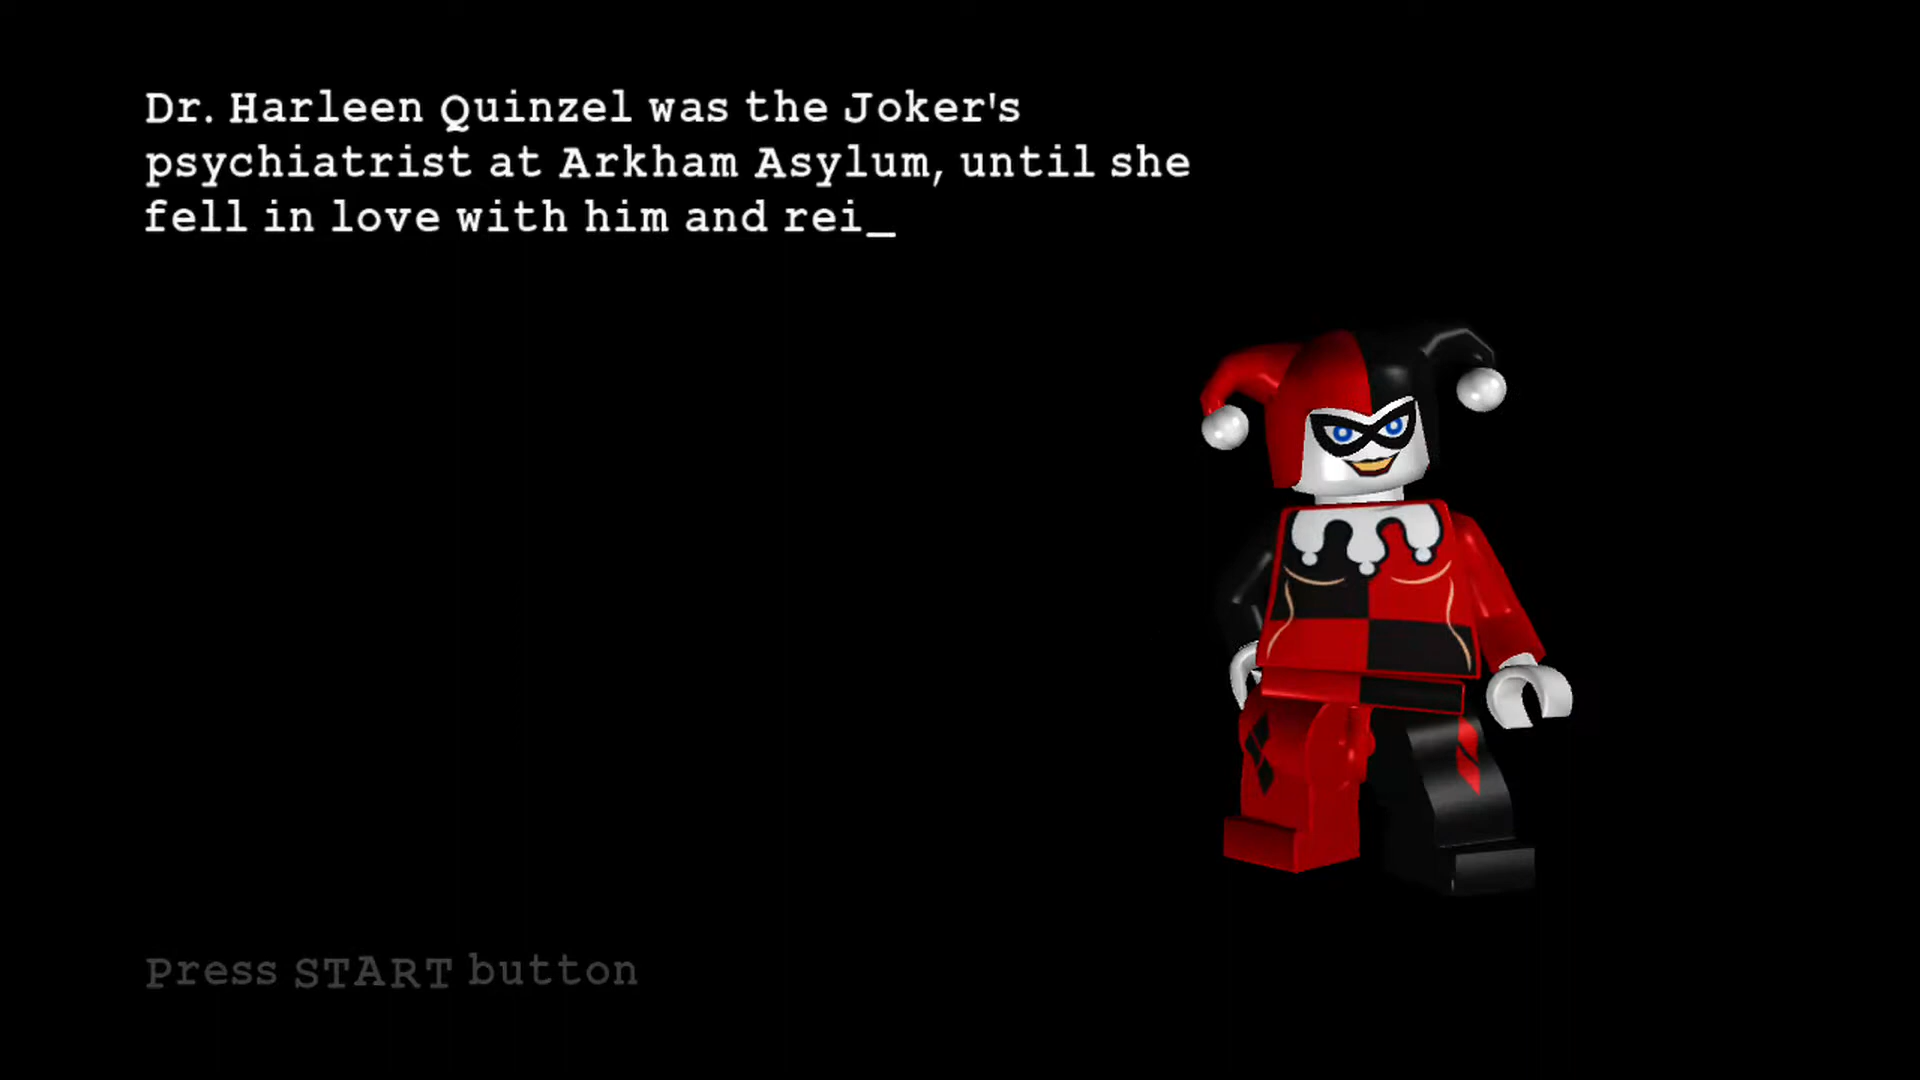 Dr. Harleen Quinzel was the Joker's
psychiatrist at Arkham Asylum, until she
fell in love with him and rei_
Press START button